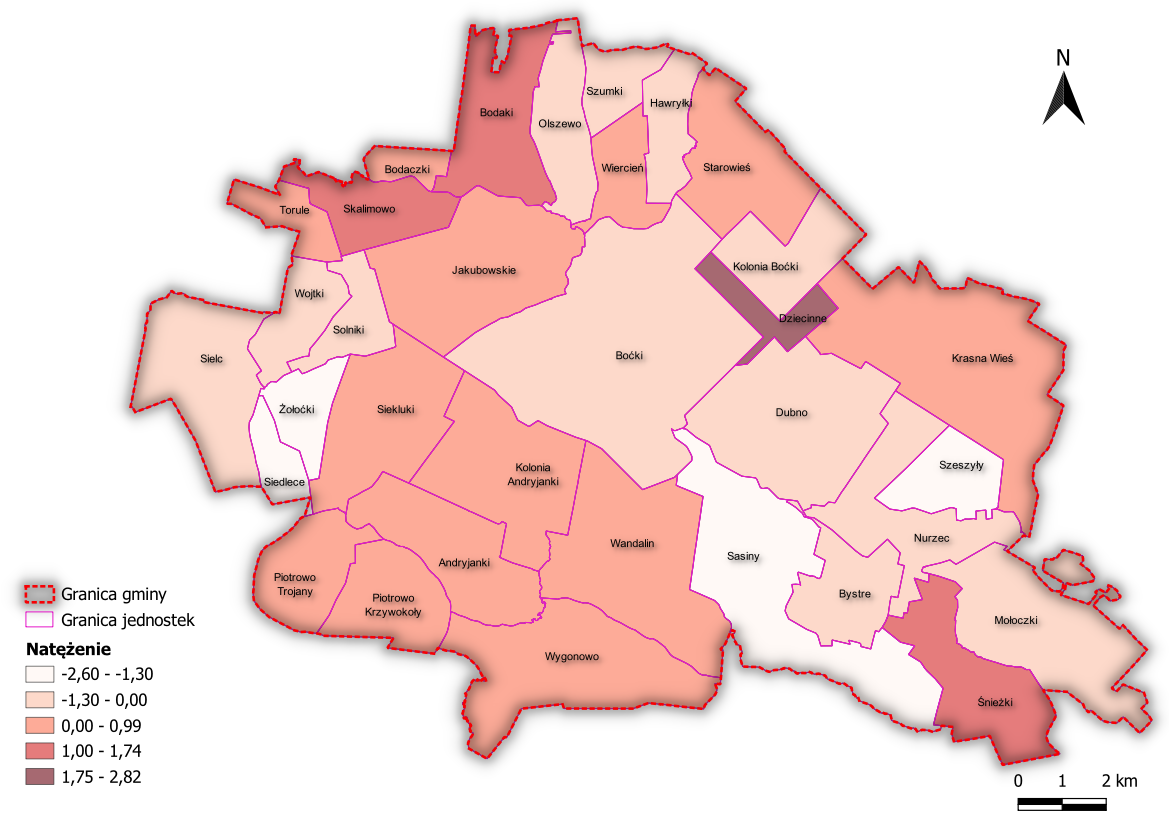 N
Bodaki
Szumki
Hawryłki
Olszewo
Bodaczki
Wiercień
Starowieś
Torule
Skalimowo
Jakubowskie
Kolonia Boćki
Wojtki
Dziecinne
Solniki
Sielc
Boćki
Krasna Wieś
Żołoćki
Siekluki
Dubno
Kolonia
Andryjanki
Szeszyły
Siedlece
Nurzec
Wandalin
Sasiny
Andryjanki
Piotrowo
Trojany
Bystre
Piotrowo
Krzywokoły
Mołoczki
Wygonowo
Śnieżki
Granica gminy
Granica jednostek
Natężenie
-2,60 - -1,30
-1,30 - 0,00
0,00 - 0,99
1,00 - 1,74
1,75 - 2,82
0 1 2 km